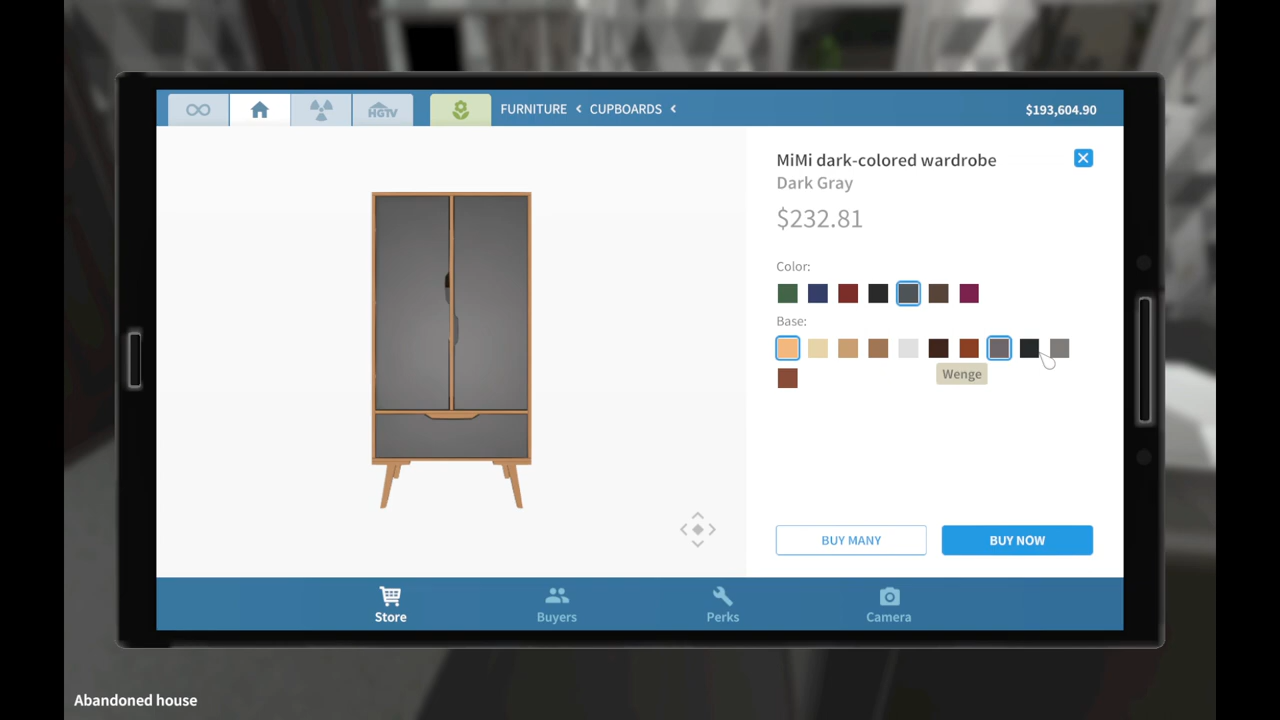 HGTV
FURNITURE < CUPBOARDS <
$193,604.90
MiMi dark-colored wardrobe
Dark Gray
$232.81
Color:
Base:
Wenge
BUY MANY
BUY NOW
Store
Buyers
Perks
Camera
Abandoned house